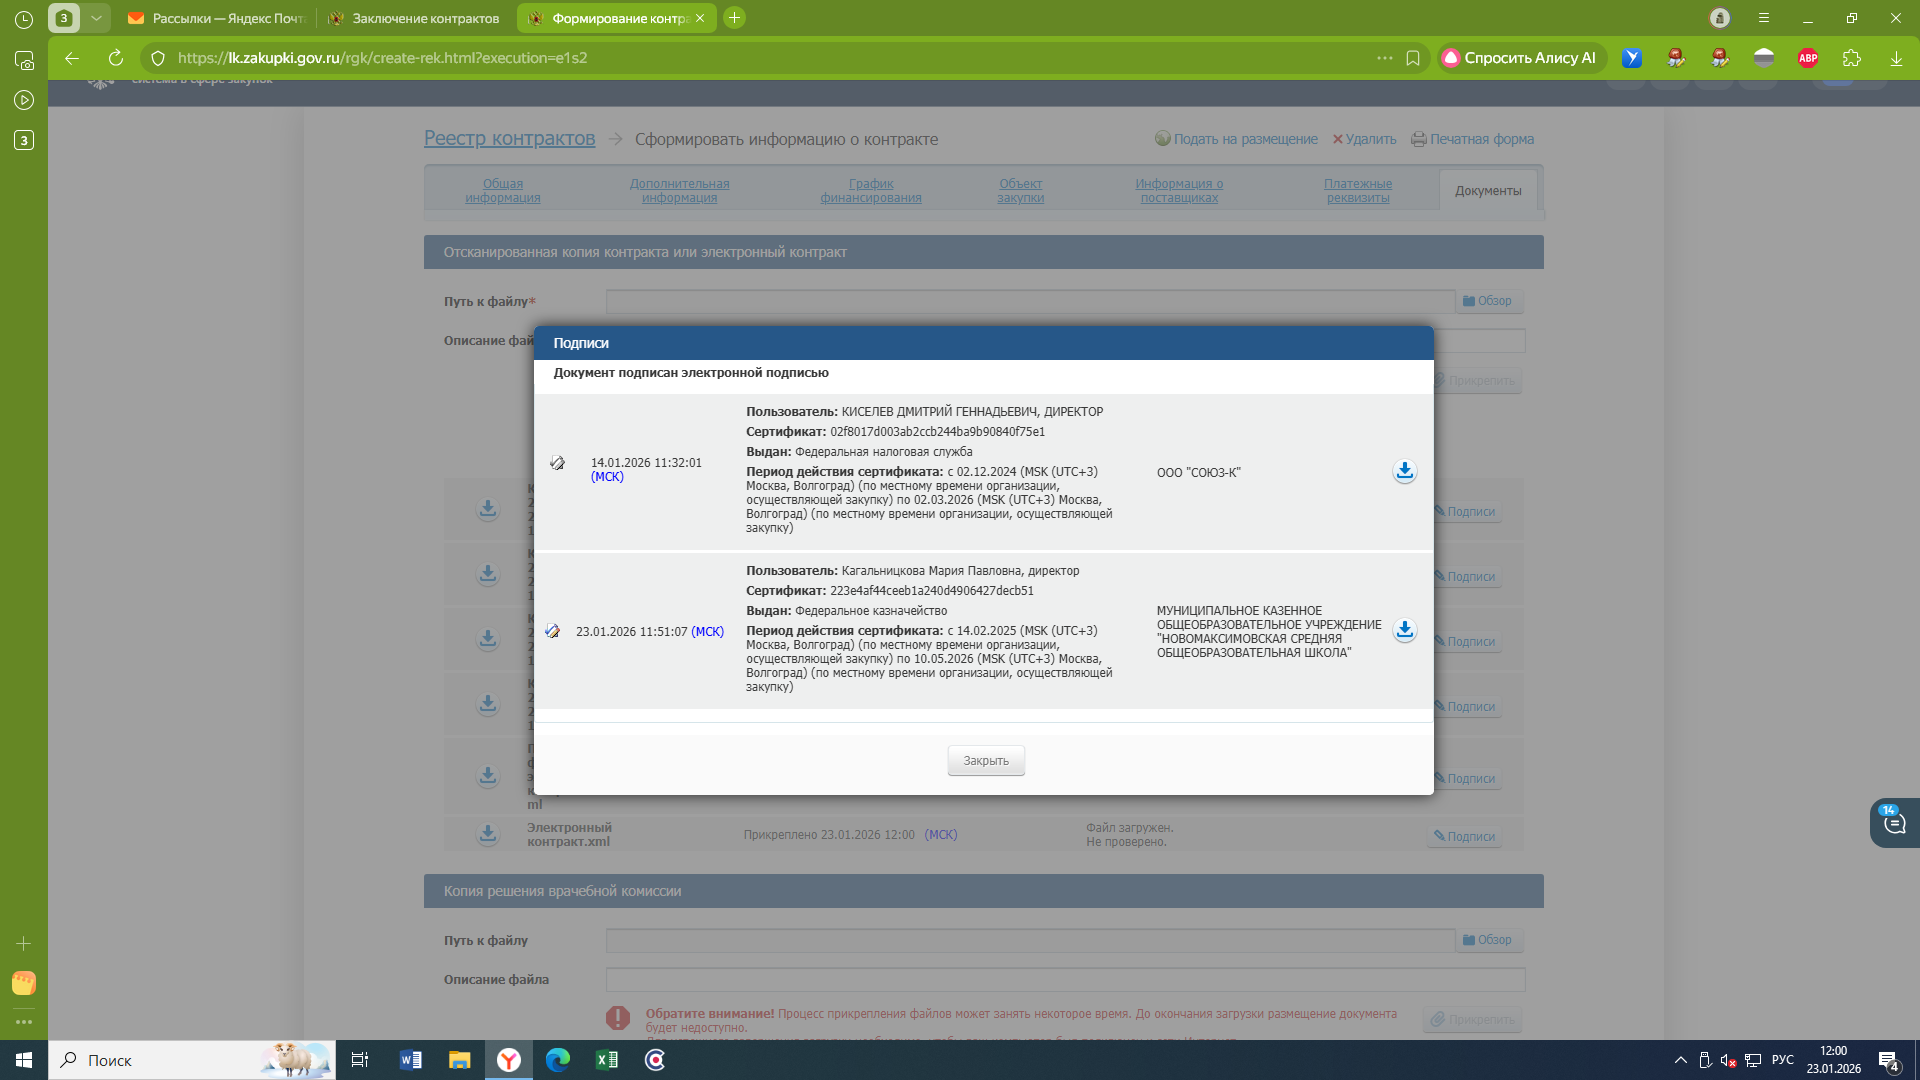 3
Рассылки — Яндекс Почт
Заключение контрактов
Формирование контр
https://lk.zakupki.gov.ru/rgk/create-rek.html?execution=e1s2
Спросить Алису AI
ABP
3
Реестр контрактов
Сформировать информацию о контракте
Подать на размещение
Удалить
Печатная форма
Общая информация
Дополнительная информация
График финансирования
Объект закупки
Информация о поставщиках
Платежные реквизиты
Документы
Отсканированная копия контракта или электронный контракт
Путь к файлу*
Обзор
Описание фай
Прикрепить
Подписи
Документ подписан электронной подписью
14.01.2026 11:32:01
(МСК)
Пользователь: КИСЕЛЕВ ДМИТРИЙ ГЕННАДЬЕВИЧ, ДИРЕКТОР
Сертификат: 02f8017d003ab2ccb244ba9b90840f75e1
Выдан: Федеральная налоговая служба
Период действия сертификата: с 02.12.2024 (MSK (UTC+3)
Москва, Волгоград) (по местному времени организации,
осуществляющей закупку) по 02.03.2026 (MSK (UTC+3) Москва,
Волгоград) (по местному времени организации, осуществляющей
закупку)
ООО "СОЮЗ-К"
23.01.2026 11:51:07 (МСК)
Пользователь: Кагальницкова Мария Павловна, директор
Сертификат: 223e4af44ceeb1a240d4906427decb51
Выдан: Федеральное казначейство
Период действия сертификата: с 14.02.2025 (MSK (UTC+3)
Москва, Волгоград) (по местному времени организации,
осуществляющей закупку) по 10.05.2026 (MSK (UTC+3) Москва,
Волгоград) (по местному времени организации, осуществляющей
закупку)
МУНИЦИПАЛЬНОЕ КАЗЕННОЕ
ОБЩЕОБРАЗОВАТЕЛЬНОЕ УЧРЕЖДЕНИЕ
"НОВОМАКСИМОВСКАЯ СРЕДНЯЯ
ОБЩЕОБРАЗОВАТЕЛЬНАЯ ШКОЛА"
Закрыть
Подписи
Подписи
Подписи
Подписи
Подписи
ml
Электронный
контракт.xml
Прикреплено 23.01.2026 12:00 (МСК)
Файл загружен.
Не проверено.
Подписи
14
Копия решения врачебной комиссии
Путь к файлу
Обзор
Описание файла
Обратите внимание! Процесс прикрепления файлов может занять некоторое время. До окончания загрузки размещение документа
будет недоступно.
Прикрепить
Поиск
РУС
12:00
23.01.2026
4